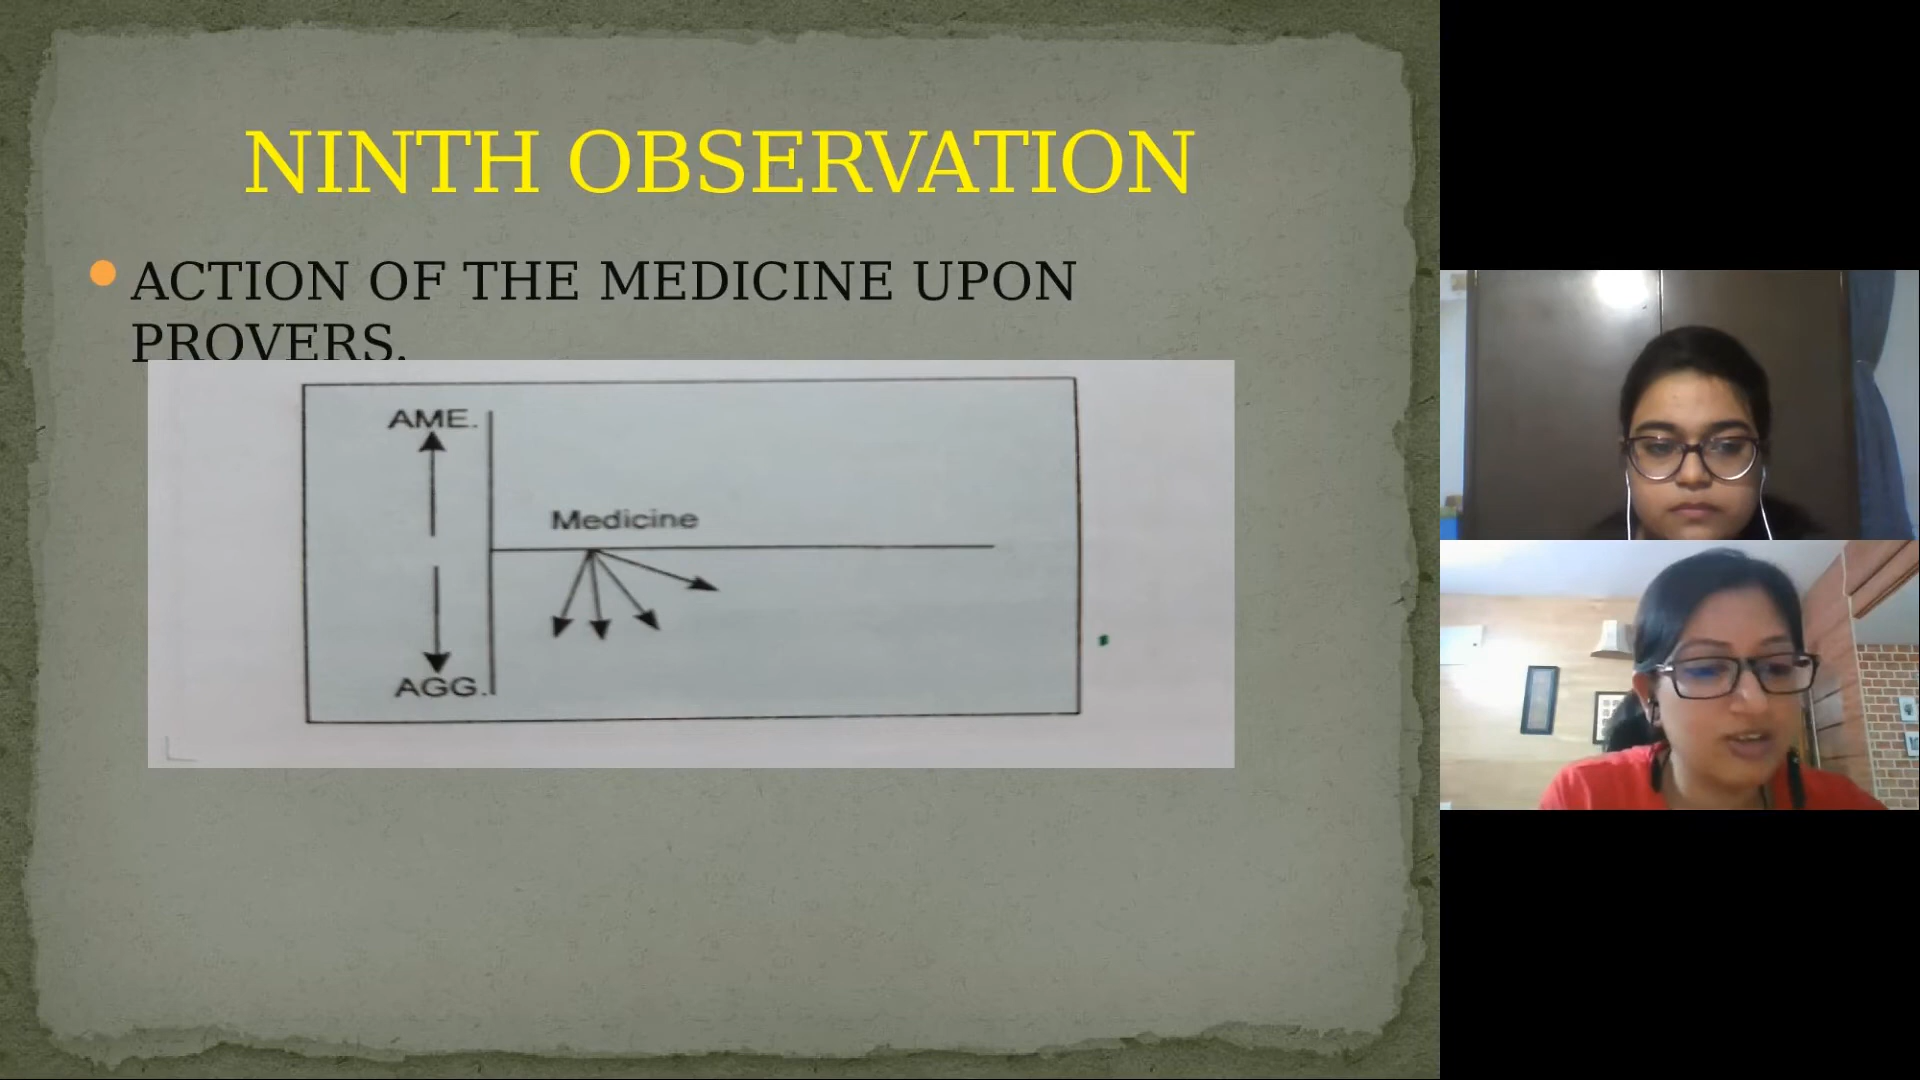 NINTH OBSERVATION
ACTION OF THE MEDICINE UPON
PROVERS.
AME.
Medicine
AGG.